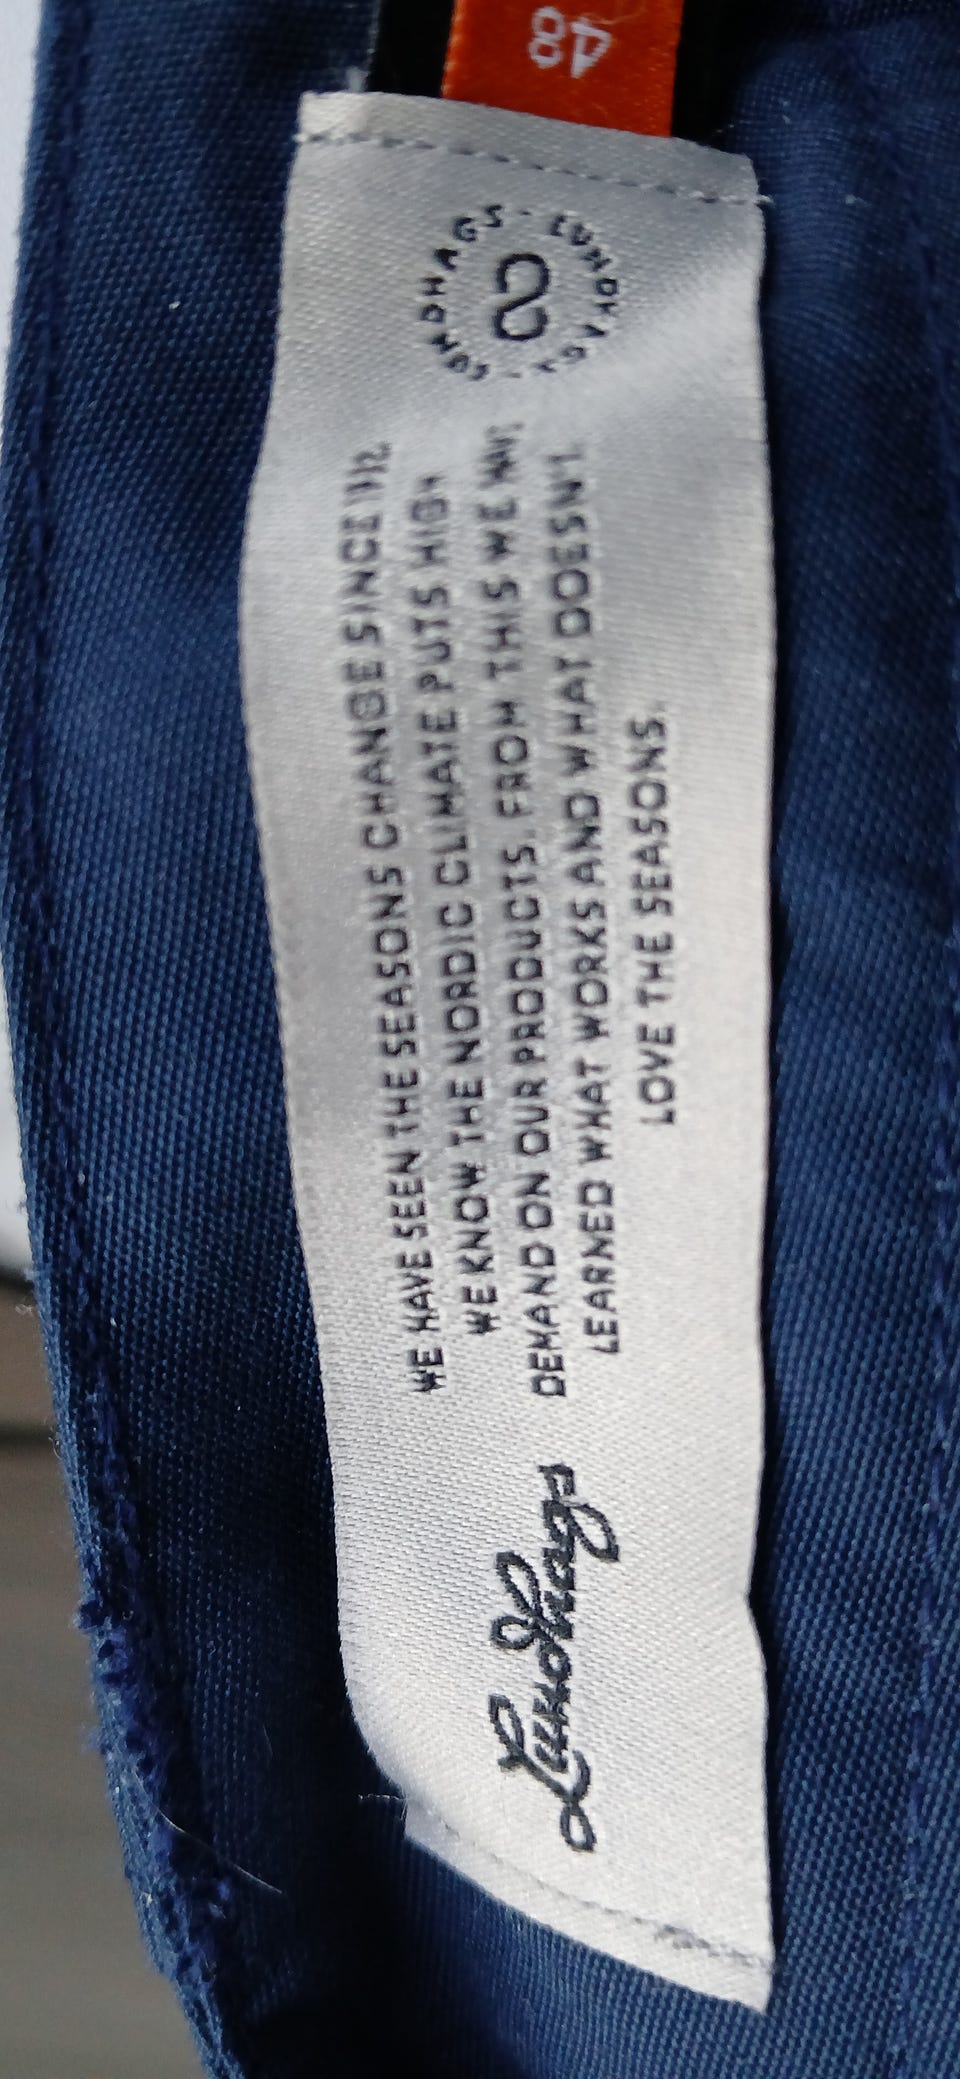 Lundhags
WE HAVE SEEN THE SEASONS CHANGE SINCE
WE KNOW THE NORDIC CLIMATE PUTS HIGH
DEMAND ON OUR PRODUCTS. FROM THIS WE HAVE
LEARNED WHAT WORKS AND WHAT DOESN'T.
LOVE THE SEASONS.
LUNDHAGS · LUNDHAGS ·
48